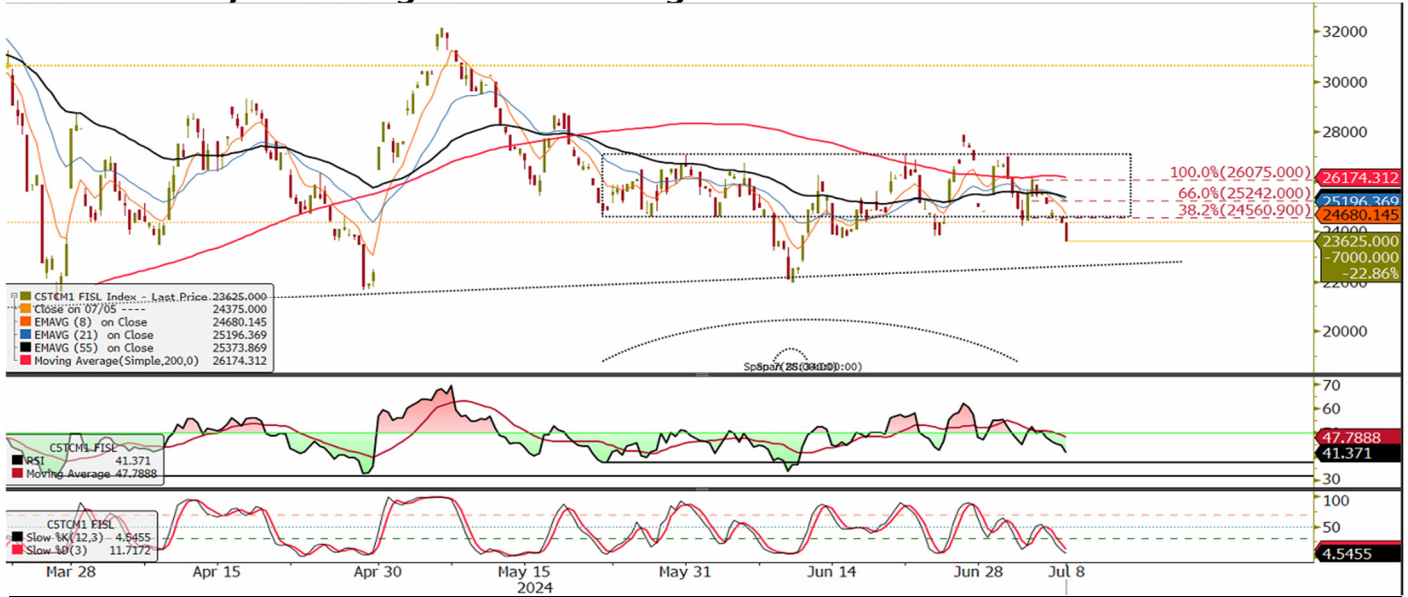 32000
30000
28000
100.0%(26075.000)
26174.312
66.0%(25242.000)
25196.369
38.2%(24560.900)
24680.145
24000
23625.000
-7000.000
-22.86%
22000
20000
C5TCM1 FISL Index - Last Price 23625.000
Close on 07/05 ---- 24375.000
EMAVG (8) on Close 24680.145
EMAVG (21) on Close 25196.369
EMAVG (55) on Close 25373.869
Moving Average(Simple,200,0) 26174.312
70
60
C5TCM1 FISL
RSI 41.371
Moving Average 47.7888
47.7888
41.371
30
100
50
C5TCM1 FISL
Slow %K(12,3) 4.5455
Slow %D(3) 11.7172
4.5455
Mar 28 Apr 15 Apr 30 May 15 May 31 Jun 14 Jun 28 Jul 8
2024